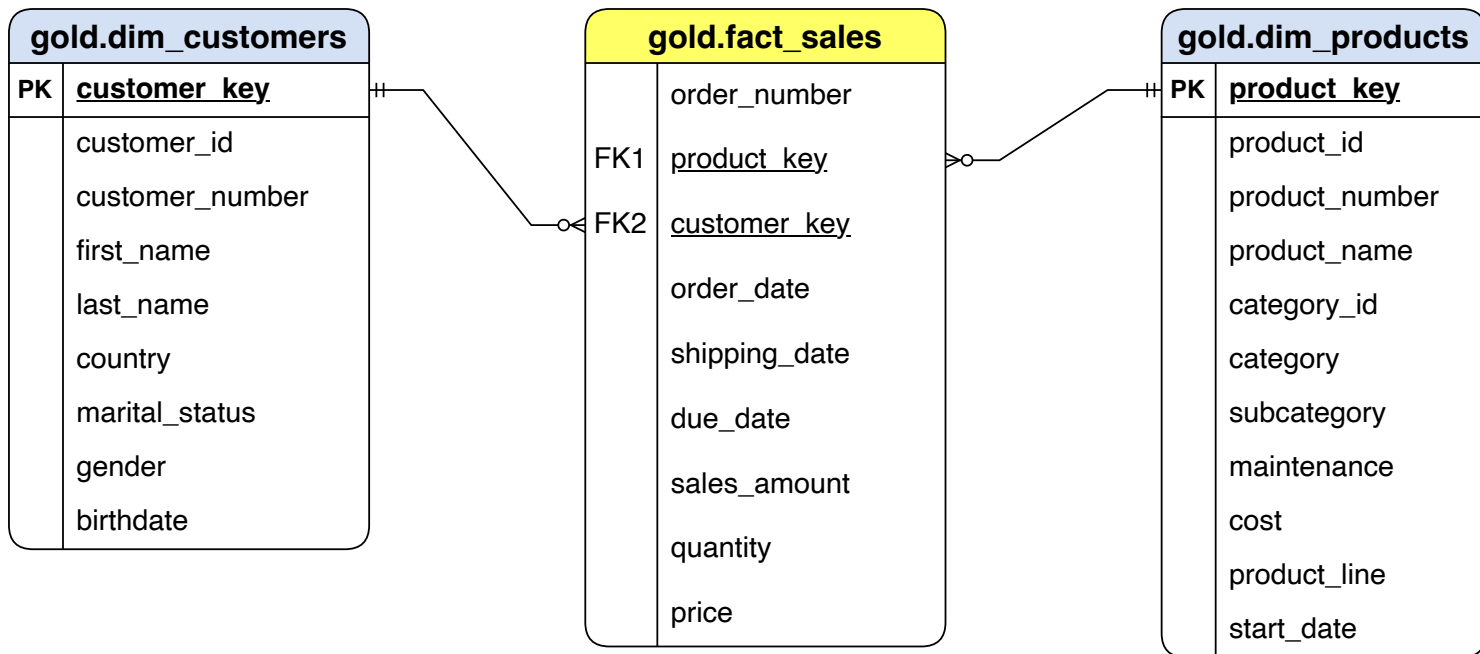 gold.dim_customers
PK customer_key
customer_id
customer_number
first_name
last_name
country
marital_status
gender
birthdate
gold.fact_sales
order_number
FK1 product_key
FK2 customer_key
order_date
shipping_date
due_date
sales_amount
quantity
price
gold.dim_products
PK product_key
product_id
product_number
product_name
category_id
category
subcategory
maintenance
cost
product_line
start_date